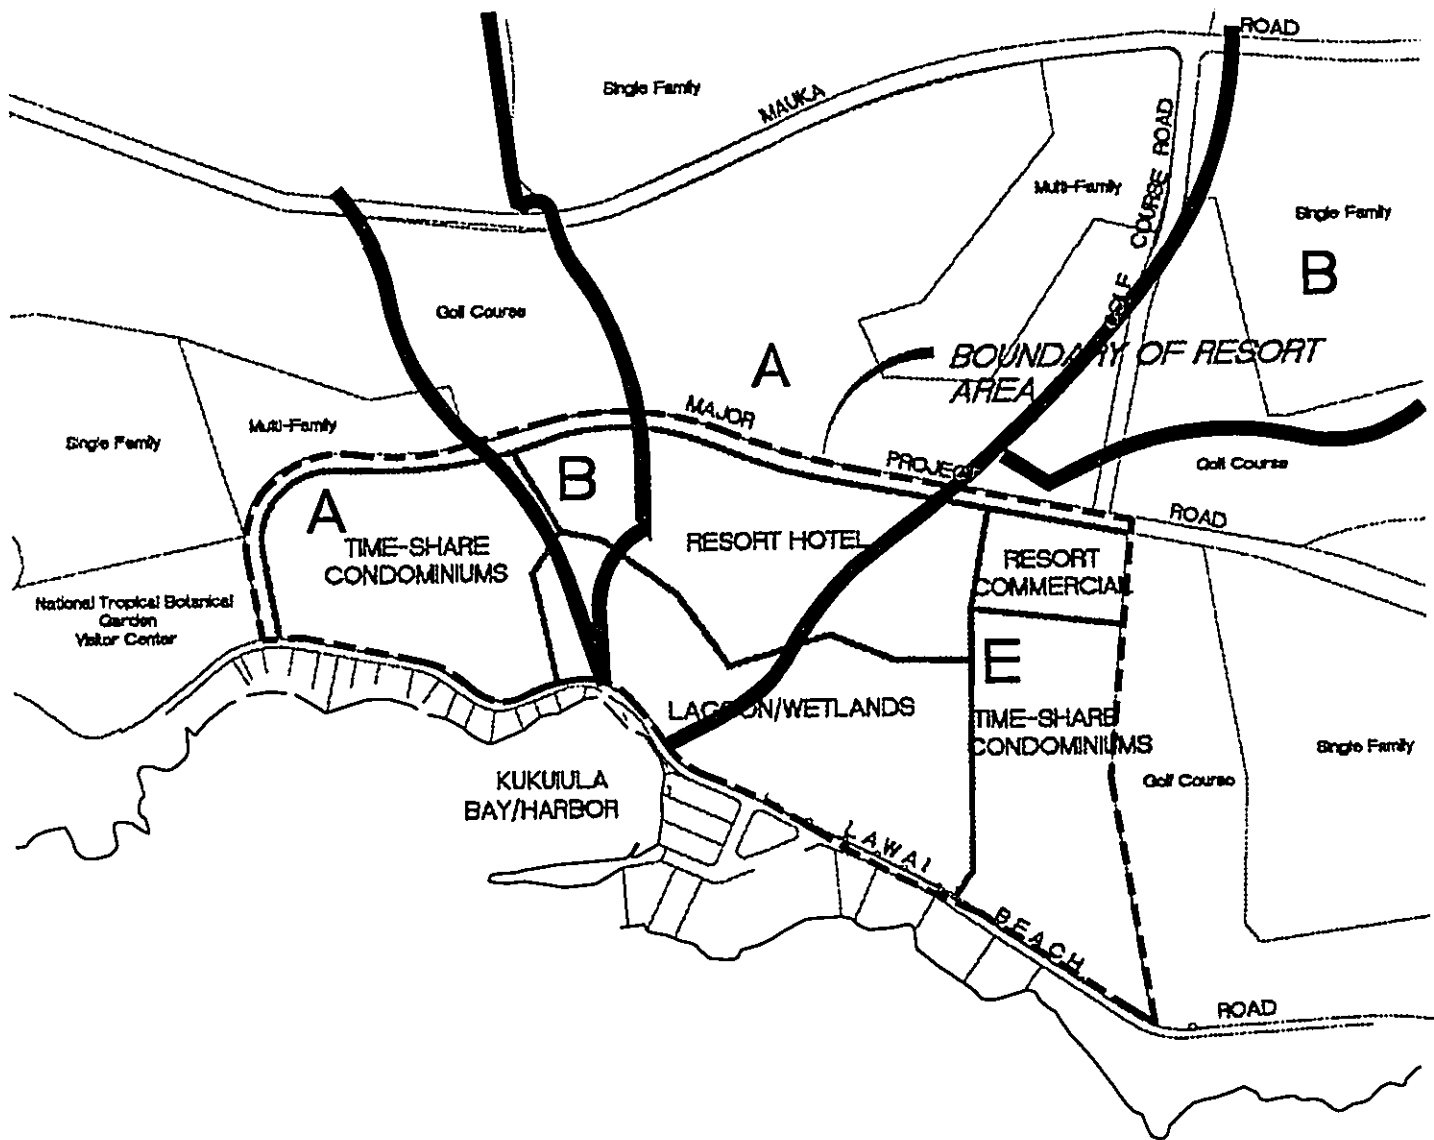 ROAD
Single Family
MAUKA
GOLF COURSE ROAD
Multi-Family
Single Family
B
Golf Course
A
BOUNDARY OF RESORT
AREA
MAJOR
Single Family
Multi-Family
PROJECT
Golf Course
B
A
ROAD
TIME-SHARE
CONDOMINIUMS
RESORT HOTEL
RESORT
COMMERCIAL
National Tropical Botanical
Garden
Visitor Center
E
LAGOON/WETLANDS
TIME-SHARE
CONDOMINIUMS
Single Family
Golf Course
KUKUIULA
BAY/HARBOR
LAWAI
BEACH
ROAD